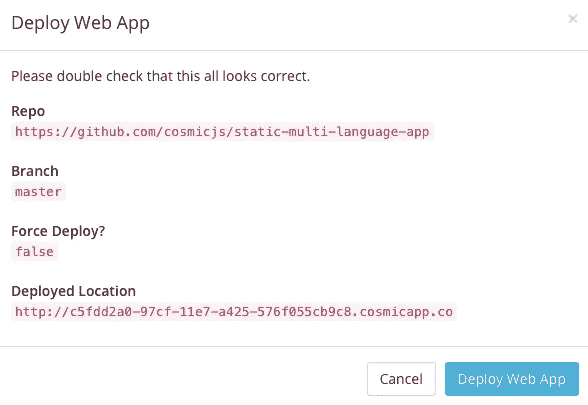 Deploy Web App
×
Please double check that this all looks correct.
Repo
https://github.com/cosmicjs/static-multi-language-app
Branch
master
Force Deploy?
false
Deployed Location
http://c5fdd2a0-97cf-11e7-a425-576f055cb9c8.cosmicapp.co
Cancel
Deploy Web App